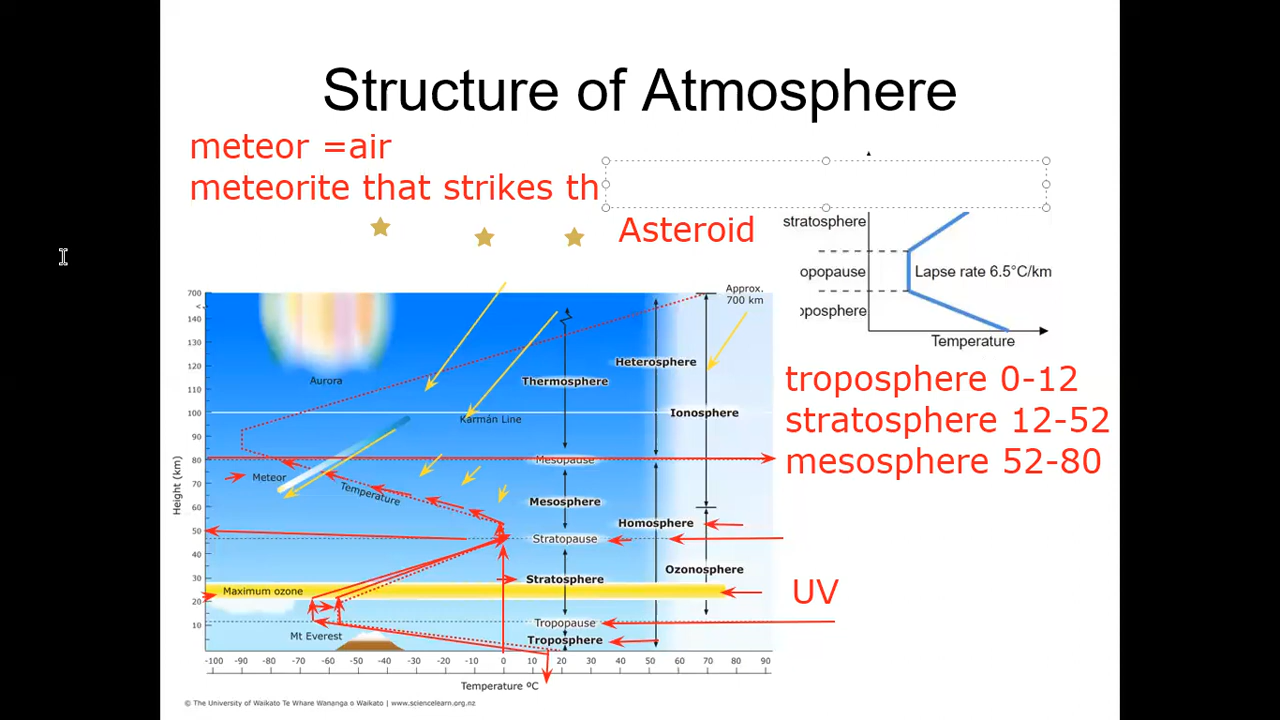 Structure of Atmosphere
meteor =air
meteorite that strikes th
Asteroid
stratosphere
opopause
Lapse rate 6.5°C/km
oposphere
Temperature
troposphere 0-12
stratosphere 12-52
mesosphere 52-80
UV
Approx.
700 km
700
140
130
120
110
100
90
80
70
60
50
40
30
20
10
Height (km)
Aurora
Heterosphere
Thermosphere
Ionosphere
Karmán Line
Mesopause
Meteor
Temperature
Mesosphere
Homosphere
Stratopause
Ozonosphere
Stratosphere
Maximum ozone
Tropopause
Mt Everest
Troposphere
-100 -90 -80 -70 -60 -50 -40 -30 -20 -10 0 10 20 30 40 50 60 70 80 90
Temperature ºC
© The University of Waikato Te Whare Wananga o Waikato | www.sciencelearn.org.nz